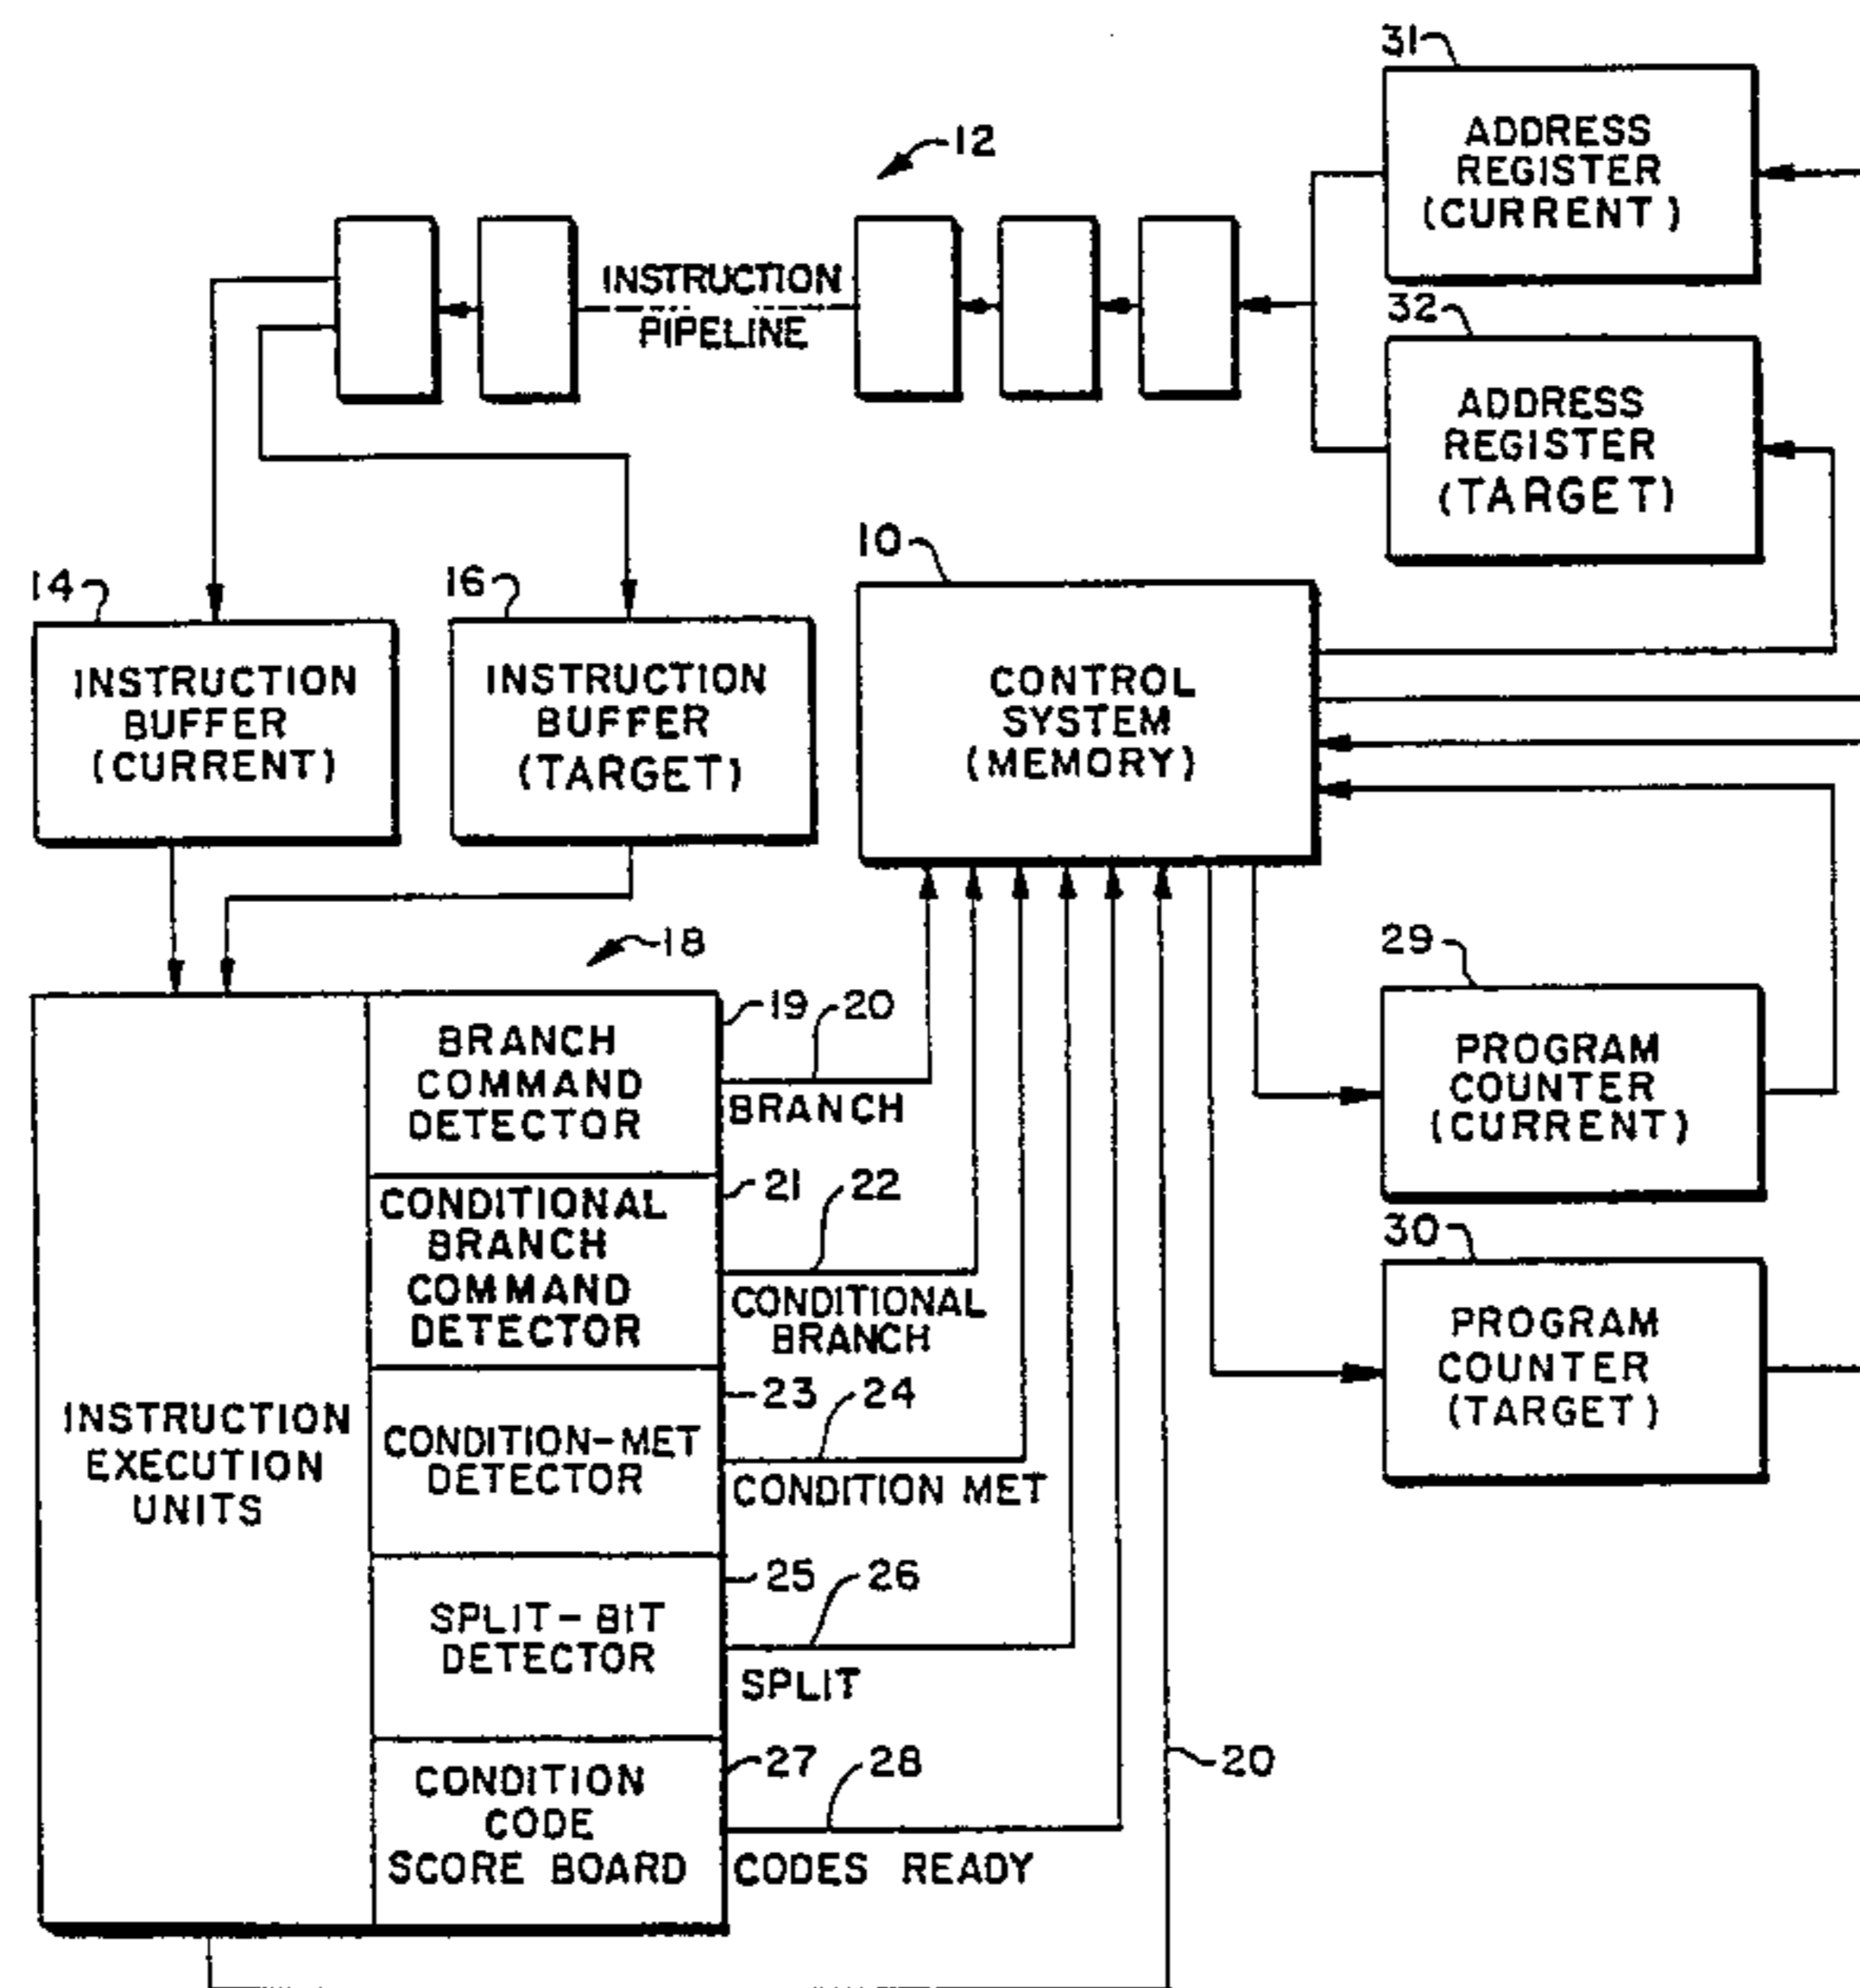 31
ADDRESS
REGISTER
(CURRENT)
12
INSTRUCTION
PIPELINE
32
ADDRESS
REGISTER
(TARGET)
10
CONTROL
SYSTEM
(MEMORY)
14
INSTRUCTION
BUFFER
(CURRENT)
16
INSTRUCTION
BUFFER
(TARGET)
18
INSTRUCTION
EXECUTION
UNITS
BRANCH
COMMAND
DETECTOR
19
20
BRANCH
CONDITIONAL
BRANCH
COMMAND
DETECTOR
21
22
CONDITIONAL
BRANCH
CONDITION-MET
DETECTOR
23
24
CONDITION MET
SPLIT-BIT
DETECTOR
25
26
SPLIT
CONDITION
CODE
SCORE BOARD
27
28
CODES READY
20
29
PROGRAM
COUNTER
(CURRENT)
30
PROGRAM
COUNTER
(TARGET)